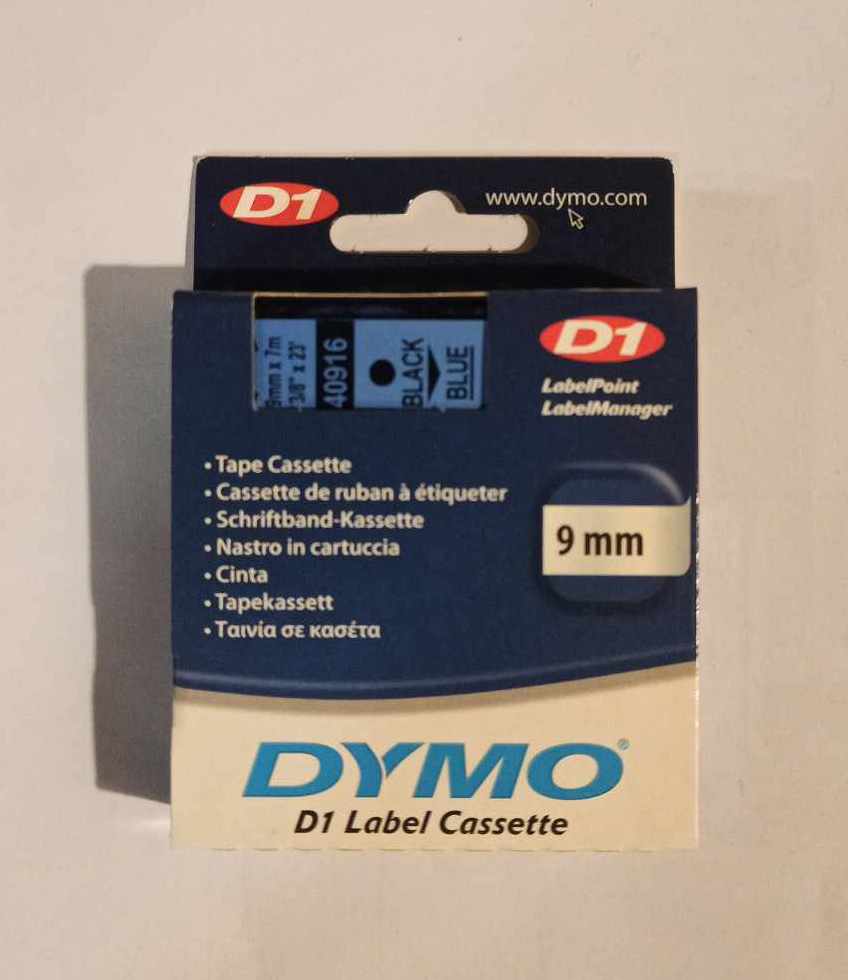 D1
www.dymo.com
9mm x 7m
3/8" x 23'
40916
BLACK
BLUE
D1
LabelPoint
LabelManager
• Tape Cassette
• Cassette de ruban à étiqueter
• Schriftband-Kassette
• Nastro in cartuccia
• Cinta
• Tapekassett
• Ταινία σε κασέτα
9 mm
DYMO®
D1 Label Cassette